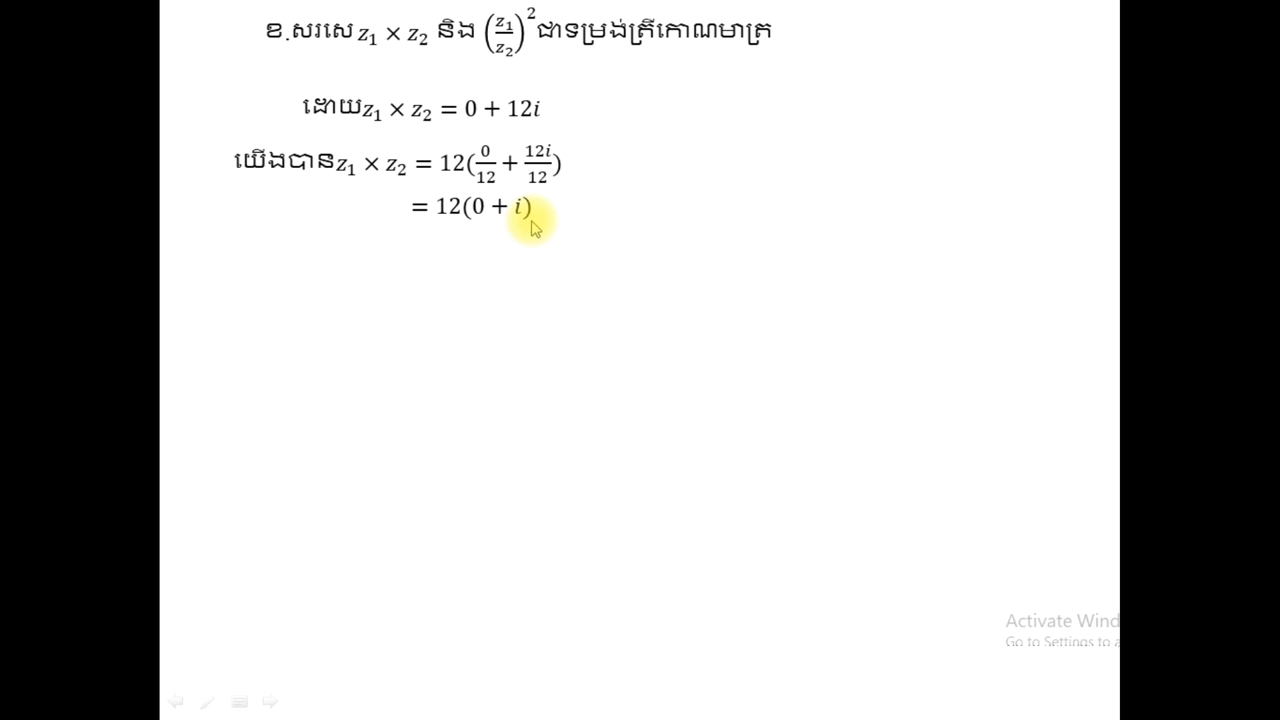 ខ.សរសេ z₁ × z₂ និង (z₁/z₂)² ជាទម្រង់ត្រីកោណមាត្រ
ដោយ z₁ × z₂ = 0 + 12i
យើងបាន z₁ × z₂ = 12(0/12 + 12i/12)
= 12(0 + i)
Activate Wind
Go to Settings to a